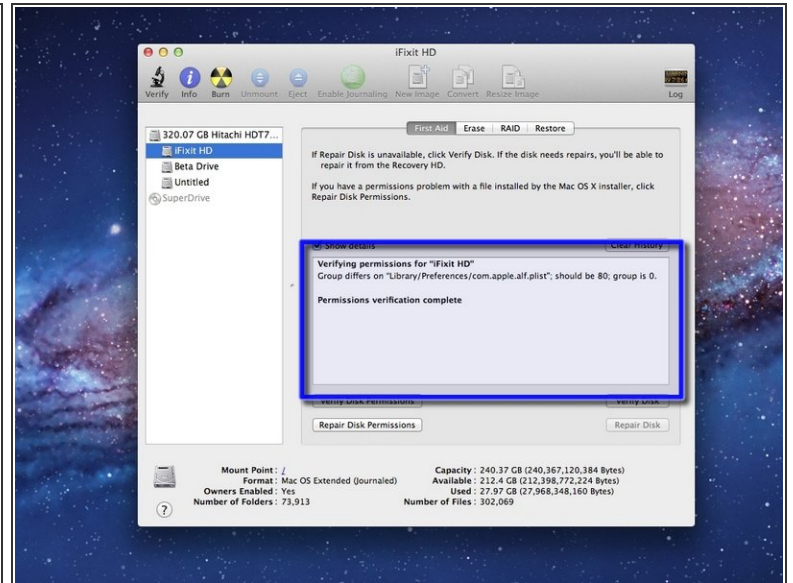 iFixit HD
Verify Info Burn Unmount Eject Enable Journaling New Image Convert Resize Image Log
320.07 GB Hitachi HDT7...
iFixit HD
Beta Drive
Untitled
SuperDrive
First Aid Erase RAID Restore
If Repair Disk is unavailable, click Verify Disk. If the disk needs repairs, you'll be able to
repair it from the Recovery HD.
If you have a permissions problem with a file installed by the Mac OS X installer, click
Repair Disk Permissions.
Show details Clear History
Verifying permissions for "iFixit HD"
Group differs on "Library/Preferences/com.apple.alf.plist"; should be 80; group is 0.
Permissions verification complete
Verify Disk Permissions Verify Disk
Repair Disk Permissions Repair Disk
Mount Point : / Capacity : 240.37 GB (240,367,120,384 Bytes)
Format : Mac OS Extended (Journaled) Available : 212.4 GB (212,398,772,224 Bytes)
Owners Enabled : Yes Used : 27.97 GB (27,968,348,160 Bytes)
Number of Folders : 73,913 Number of Files : 302,069
?